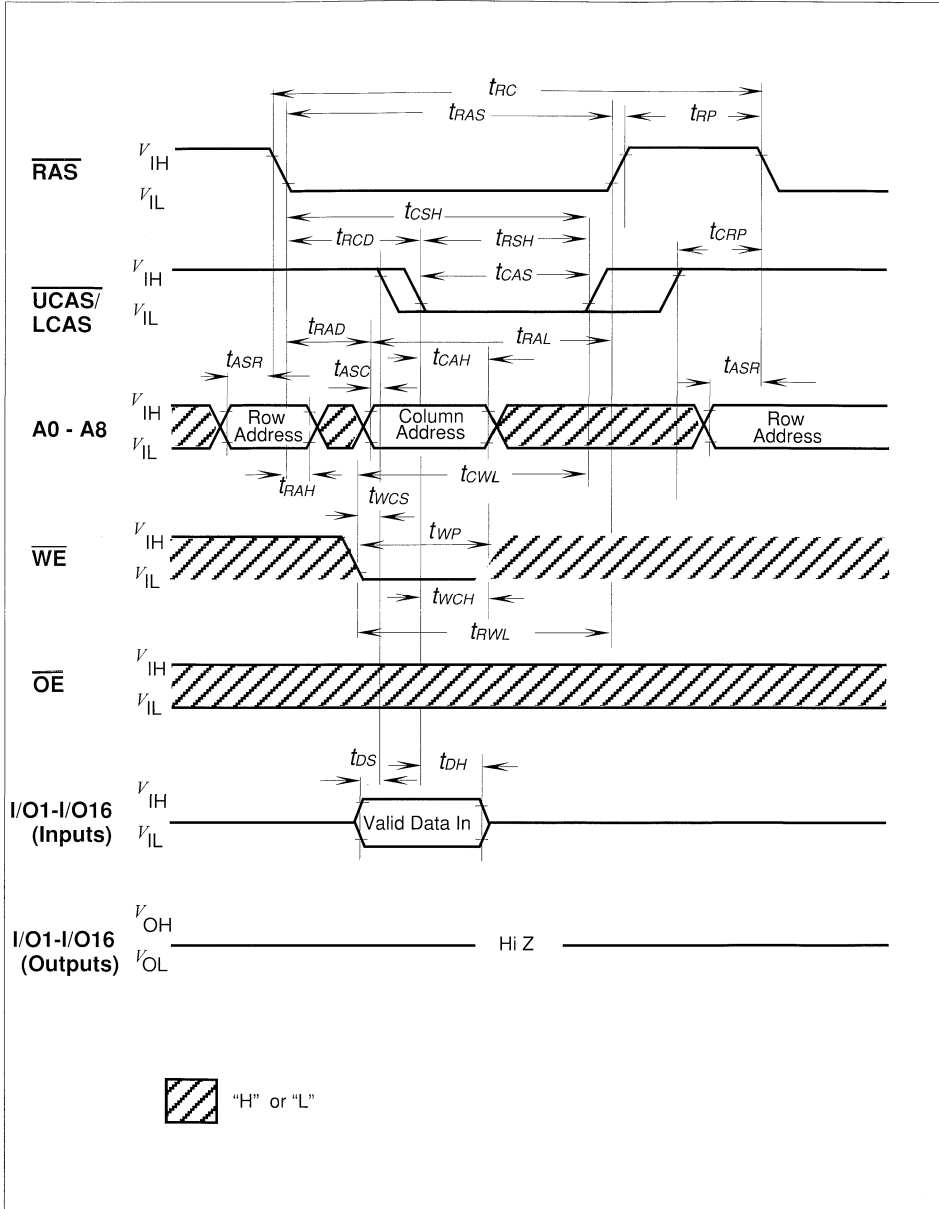 tRC
tRAS
tRP
RAS
VIH
VIL
tCSH
tRCD
tRSH
tCRP
tCAS
UCAS/
LCAS
VIH
VIL
tRAD
tRAL
tASR
tASC
tCAH
tASR
A0 - A8
VIH
VIL
Row
Address
Column
Address
Row
Address
tRAH
tCWL
tWCS
tWP
WE
VIH
VIL
tWCH
tRWL
OE
VIH
VIL
tDS
tDH
I/O1-I/O16
(Inputs)
VIH
VIL
Valid Data In
I/O1-I/O16
(Outputs)
VOH
VOL
Hi Z
“H” or “L”